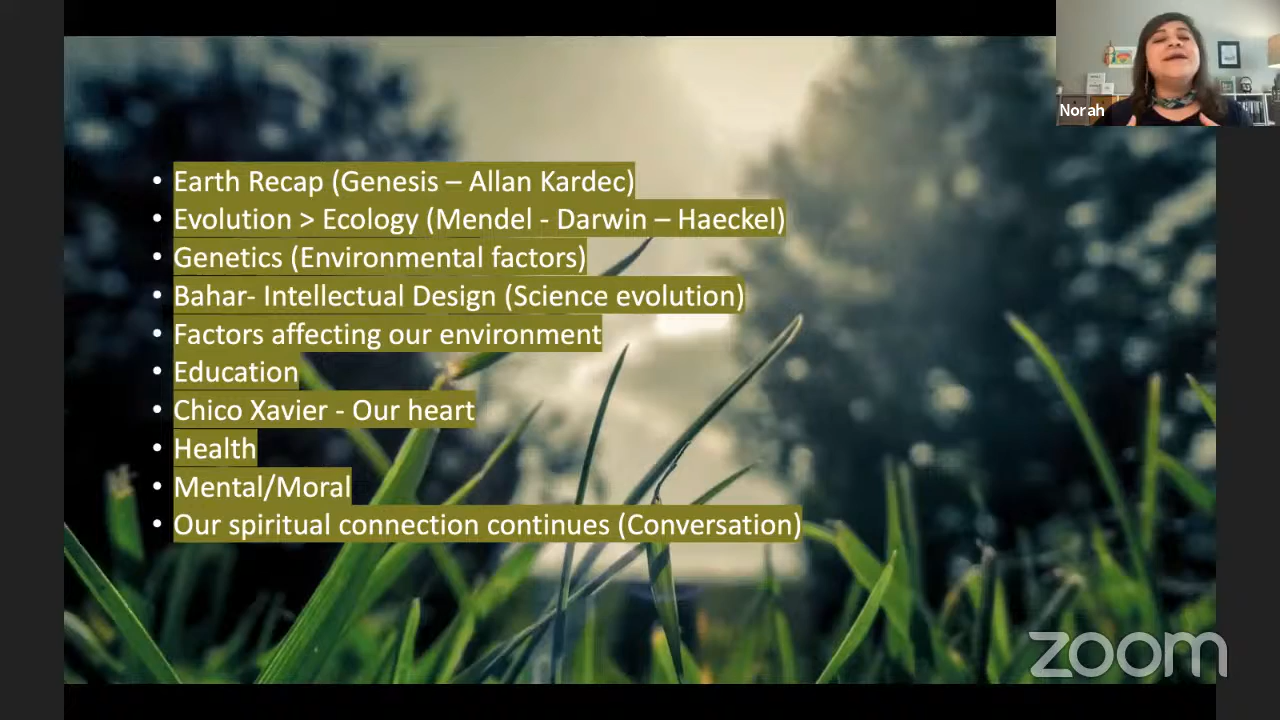 Norah
• Earth Recap (Genesis – Allan Kardec)
• Evolution > Ecology (Mendel - Darwin – Haeckel)
• Genetics (Environmental factors)
• Bahar- Intellectual Design (Science evolution)
• Factors affecting our environment
• Education
• Chico Xavier - Our heart
• Health
• Mental/Moral
• Our spiritual connection continues (Conversation)
zoom